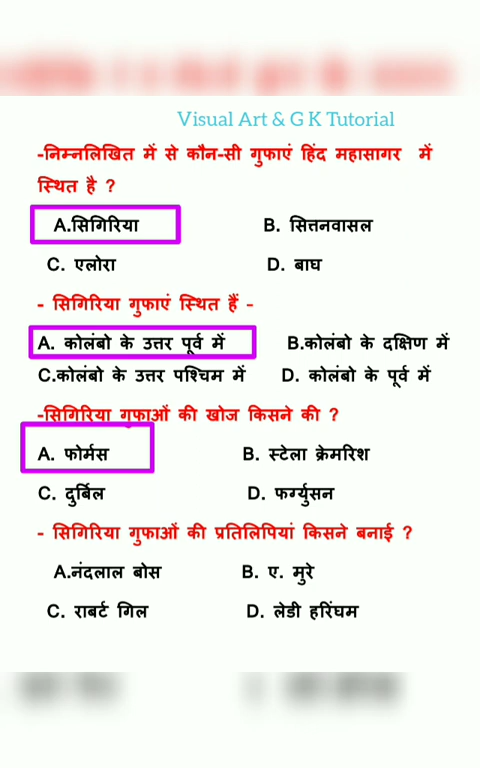 Visual Art & G K Tutorial
-निम्नलिखित में से कौन-सी गुफाएं हिंद महासागर में
स्थित है ?
A.सिगिरिया B. सित्तनवासल
C. एलोरा D. बाघ
- सिगिरिया गुफाएं स्थित हैं -
A. कोलंबो के उत्तर पूर्व में B.कोलंबो के दक्षिण में
C.कोलंबो के उत्तर पश्चिम में D. कोलंबो के पूर्व में
-सिगिरिया गुफाओं की खोज किसने की ?
A. फोर्मस B. स्टेला क्रेमरिश
C. दुर्बिल D. फर्ग्युसन
- सिगिरिया गुफाओं की प्रतिलिपियां किसने बनाई ?
A.नंदलाल बोस B. ए. मुरे
C. राबर्ट गिल D. लेडी हरिंघम